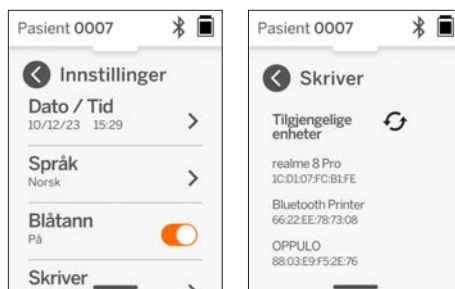 Pasient 0007
Innstillinger
Dato / Tid
10/12/23 15:29
Språk
Norsk
Blåtann
På
Skriver
Pasient 0007
Skriver
Tilgjengelige
enheter
realme 8 Pro
1C:D1:07:FC:B1:FE
Bluetooth Printer
66:22:EE:78:73:08
OPPULO
88:03:E9:F5:2E:76